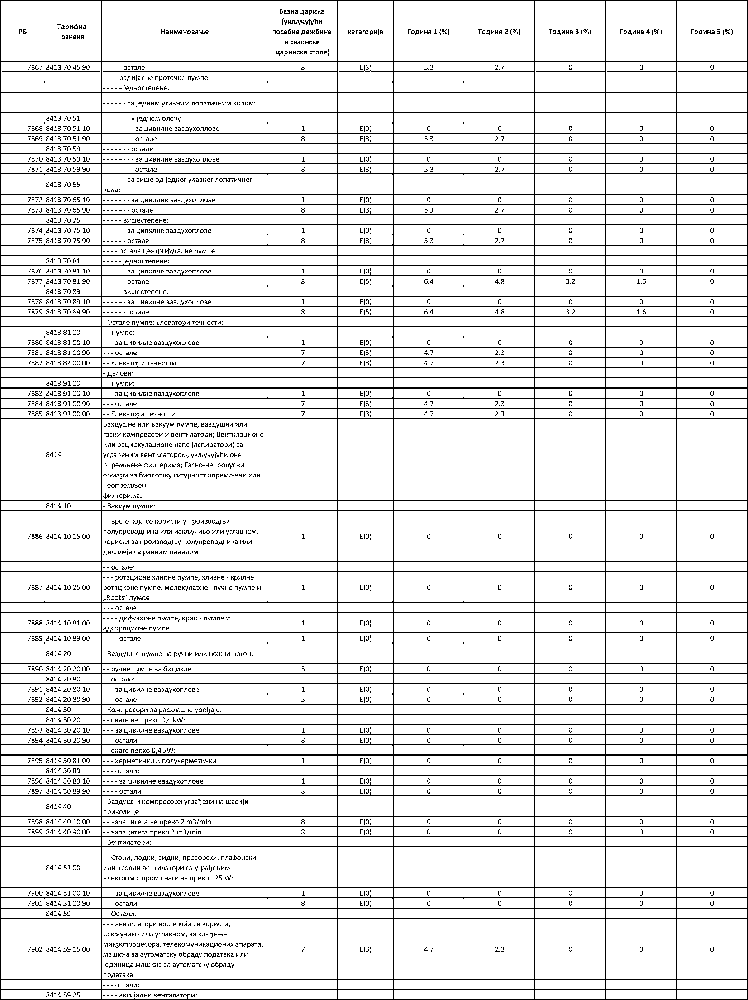 РБ Тарифна ознака Наименовање Базна царина (укључујући посебне дажбине и сезонске царинске стопе) категорија Година 1 (%) Година 2 (%) Година 3 (%) Година 4 (%) Година 5 (%)
7867 8413 70 45 90 - - - - - остале 8 Е(3) 5.3 2.7 0 0 0
- - - - радијалне проточне пумпе:
- - - - - једностепене:
- - - - - - са једним улазним лопатичним колом:
8413 70 51 - - - - - - - у једном блоку:
7868 8413 70 51 10 - - - - - - - - за цивилне ваздухоплове 1 Е(0) 0 0 0 0 0
7869 8413 70 51 90 - - - - - - - - остале 8 Е(3) 5.3 2.7 0 0 0
8413 70 59 - - - - - - - остале:
7870 8413 70 59 10 - - - - - - - - за цивилне ваздухоплове 1 Е(0) 0 0 0 0 0
7871 8413 70 59 90 - - - - - - - - остале 8 Е(3) 5.3 2.7 0 0 0
8413 70 65 - - - - - - са више од једног улазног лопатичног
кола:
7872 8413 70 65 10 - - - - - - - за цивилне ваздухоплове 1 Е(0) 0 0 0 0 0
7873 8413 70 65 90 - - - - - - - остале 8 Е(3) 5.3 2.7 0 0 0
8413 70 75 - - - - - вишестепене:
7874 8413 70 75 10 - - - - - - за цивилне ваздухоплове 1 Е(0) 0 0 0 0 0
7875 8413 70 75 90 - - - - - - остале 8 Е(3) 5.3 2.7 0 0 0
- - - - остале центрифугалне пумпе:
8413 70 81 - - - - - једностепене:
7876 8413 70 81 10 - - - - - - за цивилне ваздухоплове 1 Е(0) 0 0 0 0 0
7877 8413 70 81 90 - - - - - - остале 8 Е(5) 6.4 4.8 3.2 1.6 0
8413 70 89 - - - - - вишестепене:
7878 8413 70 89 10 - - - - - - за цивилне ваздухоплове 1 Е(0) 0 0 0 0 0
7879 8413 70 89 90 - - - - - - остале 8 Е(5) 6.4 4.8 3.2 1.6 0
- Остале пумпе; Елеватори течности:
8413 81 00 - - Пумпе:
7880 8413 81 00 10 - - - за цивилне ваздухоплове 1 Е(0) 0 0 0 0 0
7881 8413 81 00 90 - - - остале 7 Е(3) 4.7 2.3 0 0 0
7882 8413 82 00 00 - - Елеватори течности 7 Е(3) 4.7 2.3 0 0 0
- Делови:
8413 91 00 - - Пумпи:
7883 8413 91 00 10 - - - за цивилне ваздухоплове 1 Е(0) 0 0 0 0 0
7884 8413 91 00 90 - - - остале 7 Е(3) 4.7 2.3 0 0 0
7885 8413 92 00 00 - - Елеватора течности 7 Е(3) 4.7 2.3 0 0 0
8414 Ваздушне или вакуум пумпе, ваздушни или
гасни компресори и вентилатори; Вентилационе
или рециркулационе напе (аспиратори) са
уграђеним вентилатором, укључујући оне
опремљене филтерима; Гасно-непропусни
ормари за биолошку сигурност опремљени или
неопремљен
филтерима:
8414 10 - Вакуум пумпе:
7886 8414 10 15 00 - - врсте која се користи у производњи
полупроводника или искључиво или углавном,
користи за производњу полупроводника или
дисплеја са равним панелом 1 Е(0) 0 0 0 0 0
- - остале:
7887 8414 10 25 00 - - - ротационе клипне пумпе, клизне - крилне
ротационе пумпе, молекуларне - вучне пумпе и
„Roots” пумпе 1 Е(0) 0 0 0 0 0
- - - остале:
7888 8414 10 81 00 - - - - дифузионе пумпе, крио - пумпе и
адсорпционе пумпе 1 Е(0) 0 0 0 0 0
7889 8414 10 89 00 - - - - остале 1 Е(0) 0 0 0 0 0
8414 20 - Ваздушне пумпе на ручни или ножни погон:
7890 8414 20 20 00 - - ручне пумпе за бицикле 5 Е(0) 0 0 0 0 0
8414 20 80 - - остале:
7891 8414 20 80 10 - - - за цивилне ваздухоплове 1 Е(0) 0 0 0 0 0
7892 8414 20 80 90 - - - остале 5 Е(0) 0 0 0 0 0
8414 30 - Компресори за расхладне уређаје:
8414 30 20 - - снаге не преко 0,4 kW:
7893 8414 30 20 10 - - - за цивилне ваздухоплове 1 Е(0) 0 0 0 0 0
7894 8414 30 20 90 - - - остали 8 Е(0) 0 0 0 0 0
- - снаге преко 0,4 kW:
7895 8414 30 81 00 - - - херметички и полухерметички 1 Е(0) 0 0 0 0 0
8414 30 89 - - - остали:
7896 8414 30 89 10 - - - - за цивилне ваздухоплове 1 Е(0) 0 0 0 0 0
7897 8414 30 89 90 - - - - остали 8 Е(0) 0 0 0 0 0
8414 40 - Ваздушни компресори уграђени на шасији
приколице:
7898 8414 40 10 00 - - капацитета не преко 2 m3/min 8 Е(0) 0 0 0 0 0
7899 8414 40 90 00 - - капацитета преко 2 m3/min 8 Е(0) 0 0 0 0 0
- Вентилатори:
8414 51 00 - - Стони, подни, зидни, прозорски, плафонски
или кровни вентилатори са уграђеним
електромотором снаге не преко 125 W:
7900 8414 51 00 10 - - - за цивилне ваздухоплове 1 Е(0) 0 0 0 0 0
7901 8414 51 00 90 - - - остали 8 Е(0) 0 0 0 0 0
8414 59 - - Остали:
7902 8414 59 15 00 - - - вентилатори врсте која се користи,
искључиво или углавном, за хлађење
микропроцесора, телекомуникационих апарата,
машина за аутоматску обраду података или
јединица машина за аутоматску обраду
података 7 Е(3) 4.7 2.3 0 0 0
- - - остали:
8414 59 25 - - - - аксијални вентилатори: